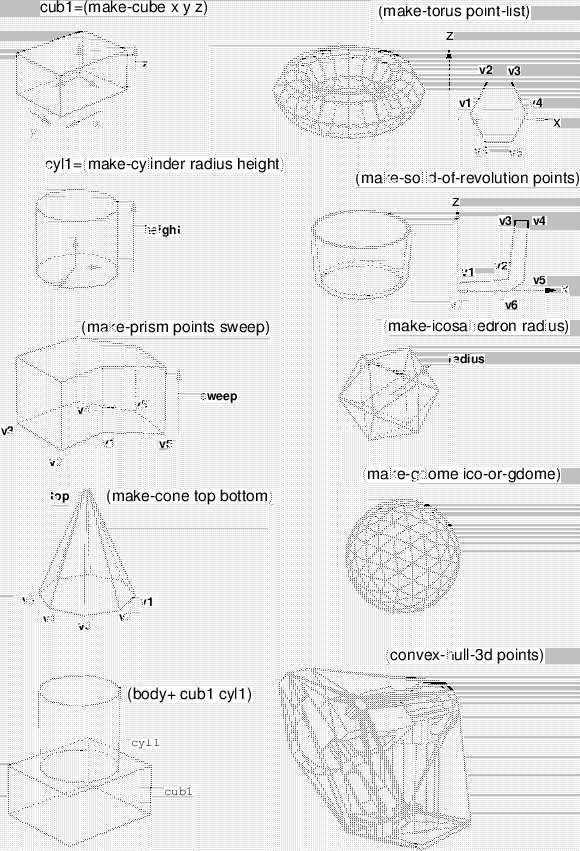 cub1=(make-cube x y z)
z
y
x
(make-torus point-list)
Z
v2 v3
v1 v4
X
cyl1=(make-cylinder radius height)
height
(make-solid-of-revolution points)
Z
v3 v4
v1 v2
v5
X
v6
(make-prism points sweep)
sweep
v4 v5
v3
v1 v6
v2
(make-icosahedron radius)
radius
top (make-cone top bottom)
v5 v1
v4 v2
v3
(make-gdome ico-or-gdome)
(body+ cub1 cyl1)
cyl1
cub1
(convex-hull-3d points)